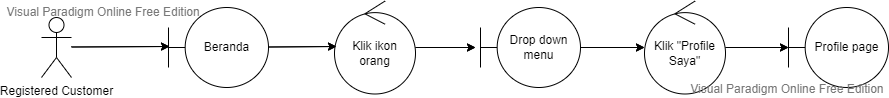 Visual Paradigm Online Free Edition
Beranda
Klik ikon
orang
Drop down
menu
Klik "Profile
Saya"
Profile page
Registered Customer
Visual Paradigm Online Free Edition